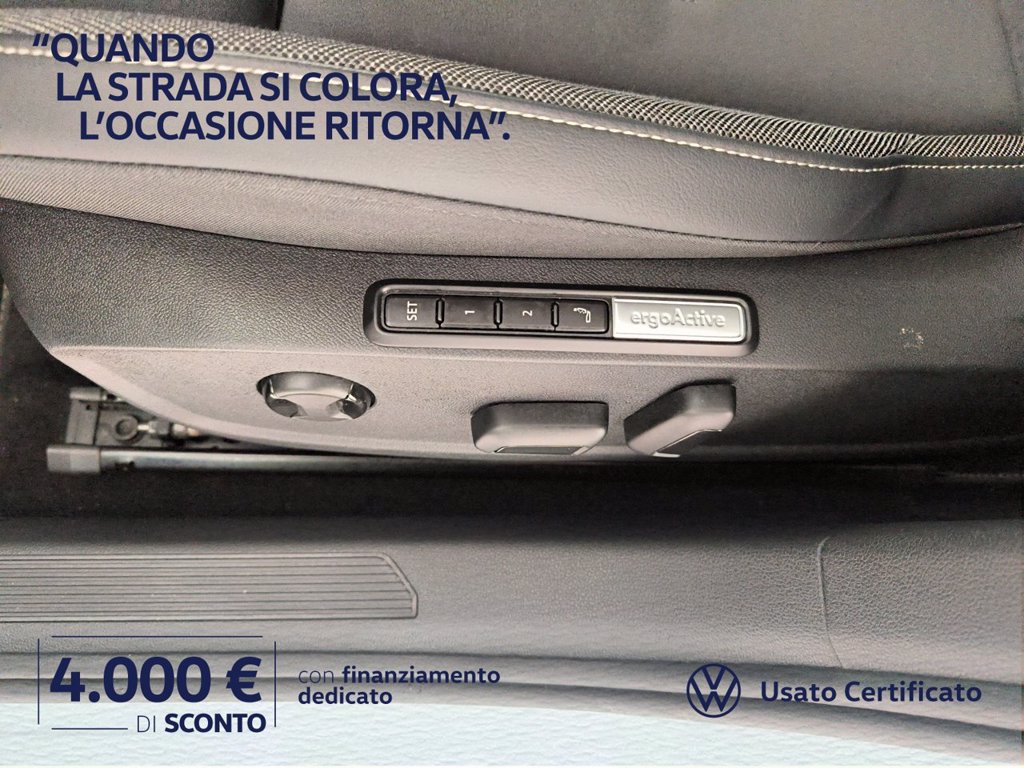 “QUANDO
LA STRADA SI COLORA,
L’OCCASIONE RITORNA”.
SET 1 2 ergoActive
4.000 €
DI SCONTO
con finanziamento
dedicato
Usato Certificato